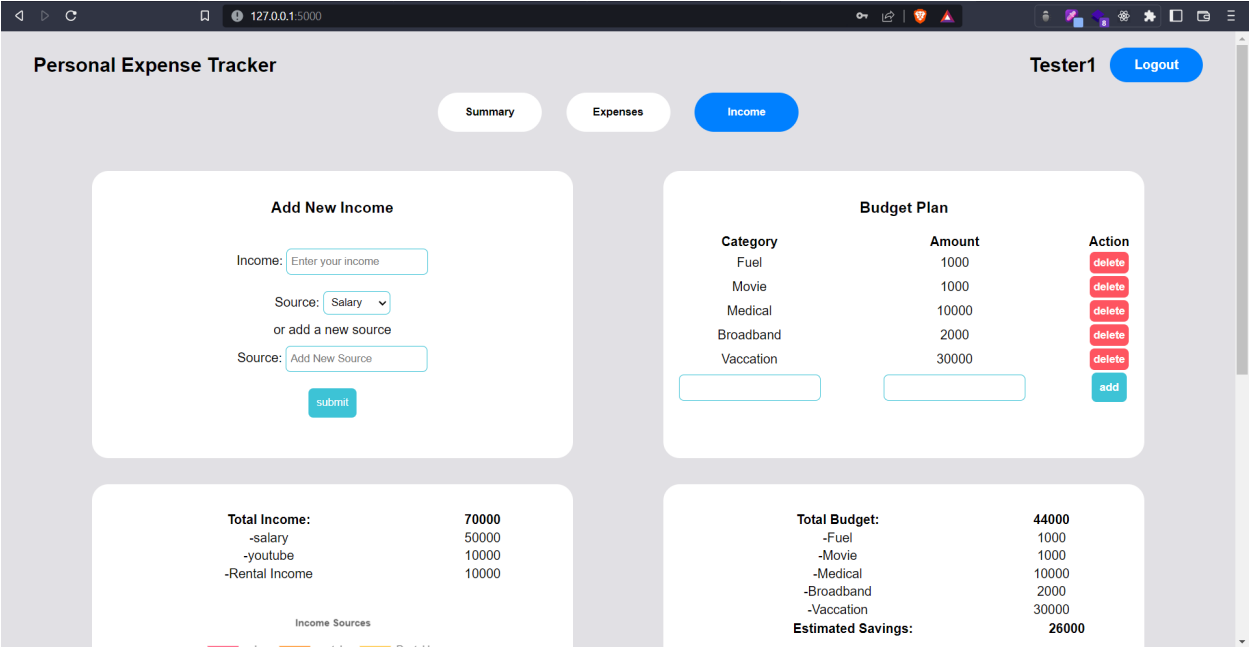 127.0.0.1:5000
8
Personal Expense Tracker
Tester1 Logout
Summary Expenses Income
Add New Income
Income: Enter your income
Source: Salary
or add a new source
Source: Add New Source
submit
Budget Plan
Category Amount Action
Fuel 1000 delete
Movie 1000 delete
Medical 10000 delete
Broadband 2000 delete
Vaccation 30000 delete
add
Total Income: 70000
-salary 50000
-youtube 10000
-Rental Income 10000
Income Sources
Total Budget: 44000
-Fuel 1000
-Movie 1000
-Medical 10000
-Broadband 2000
-Vaccation 30000
Estimated Savings: 26000